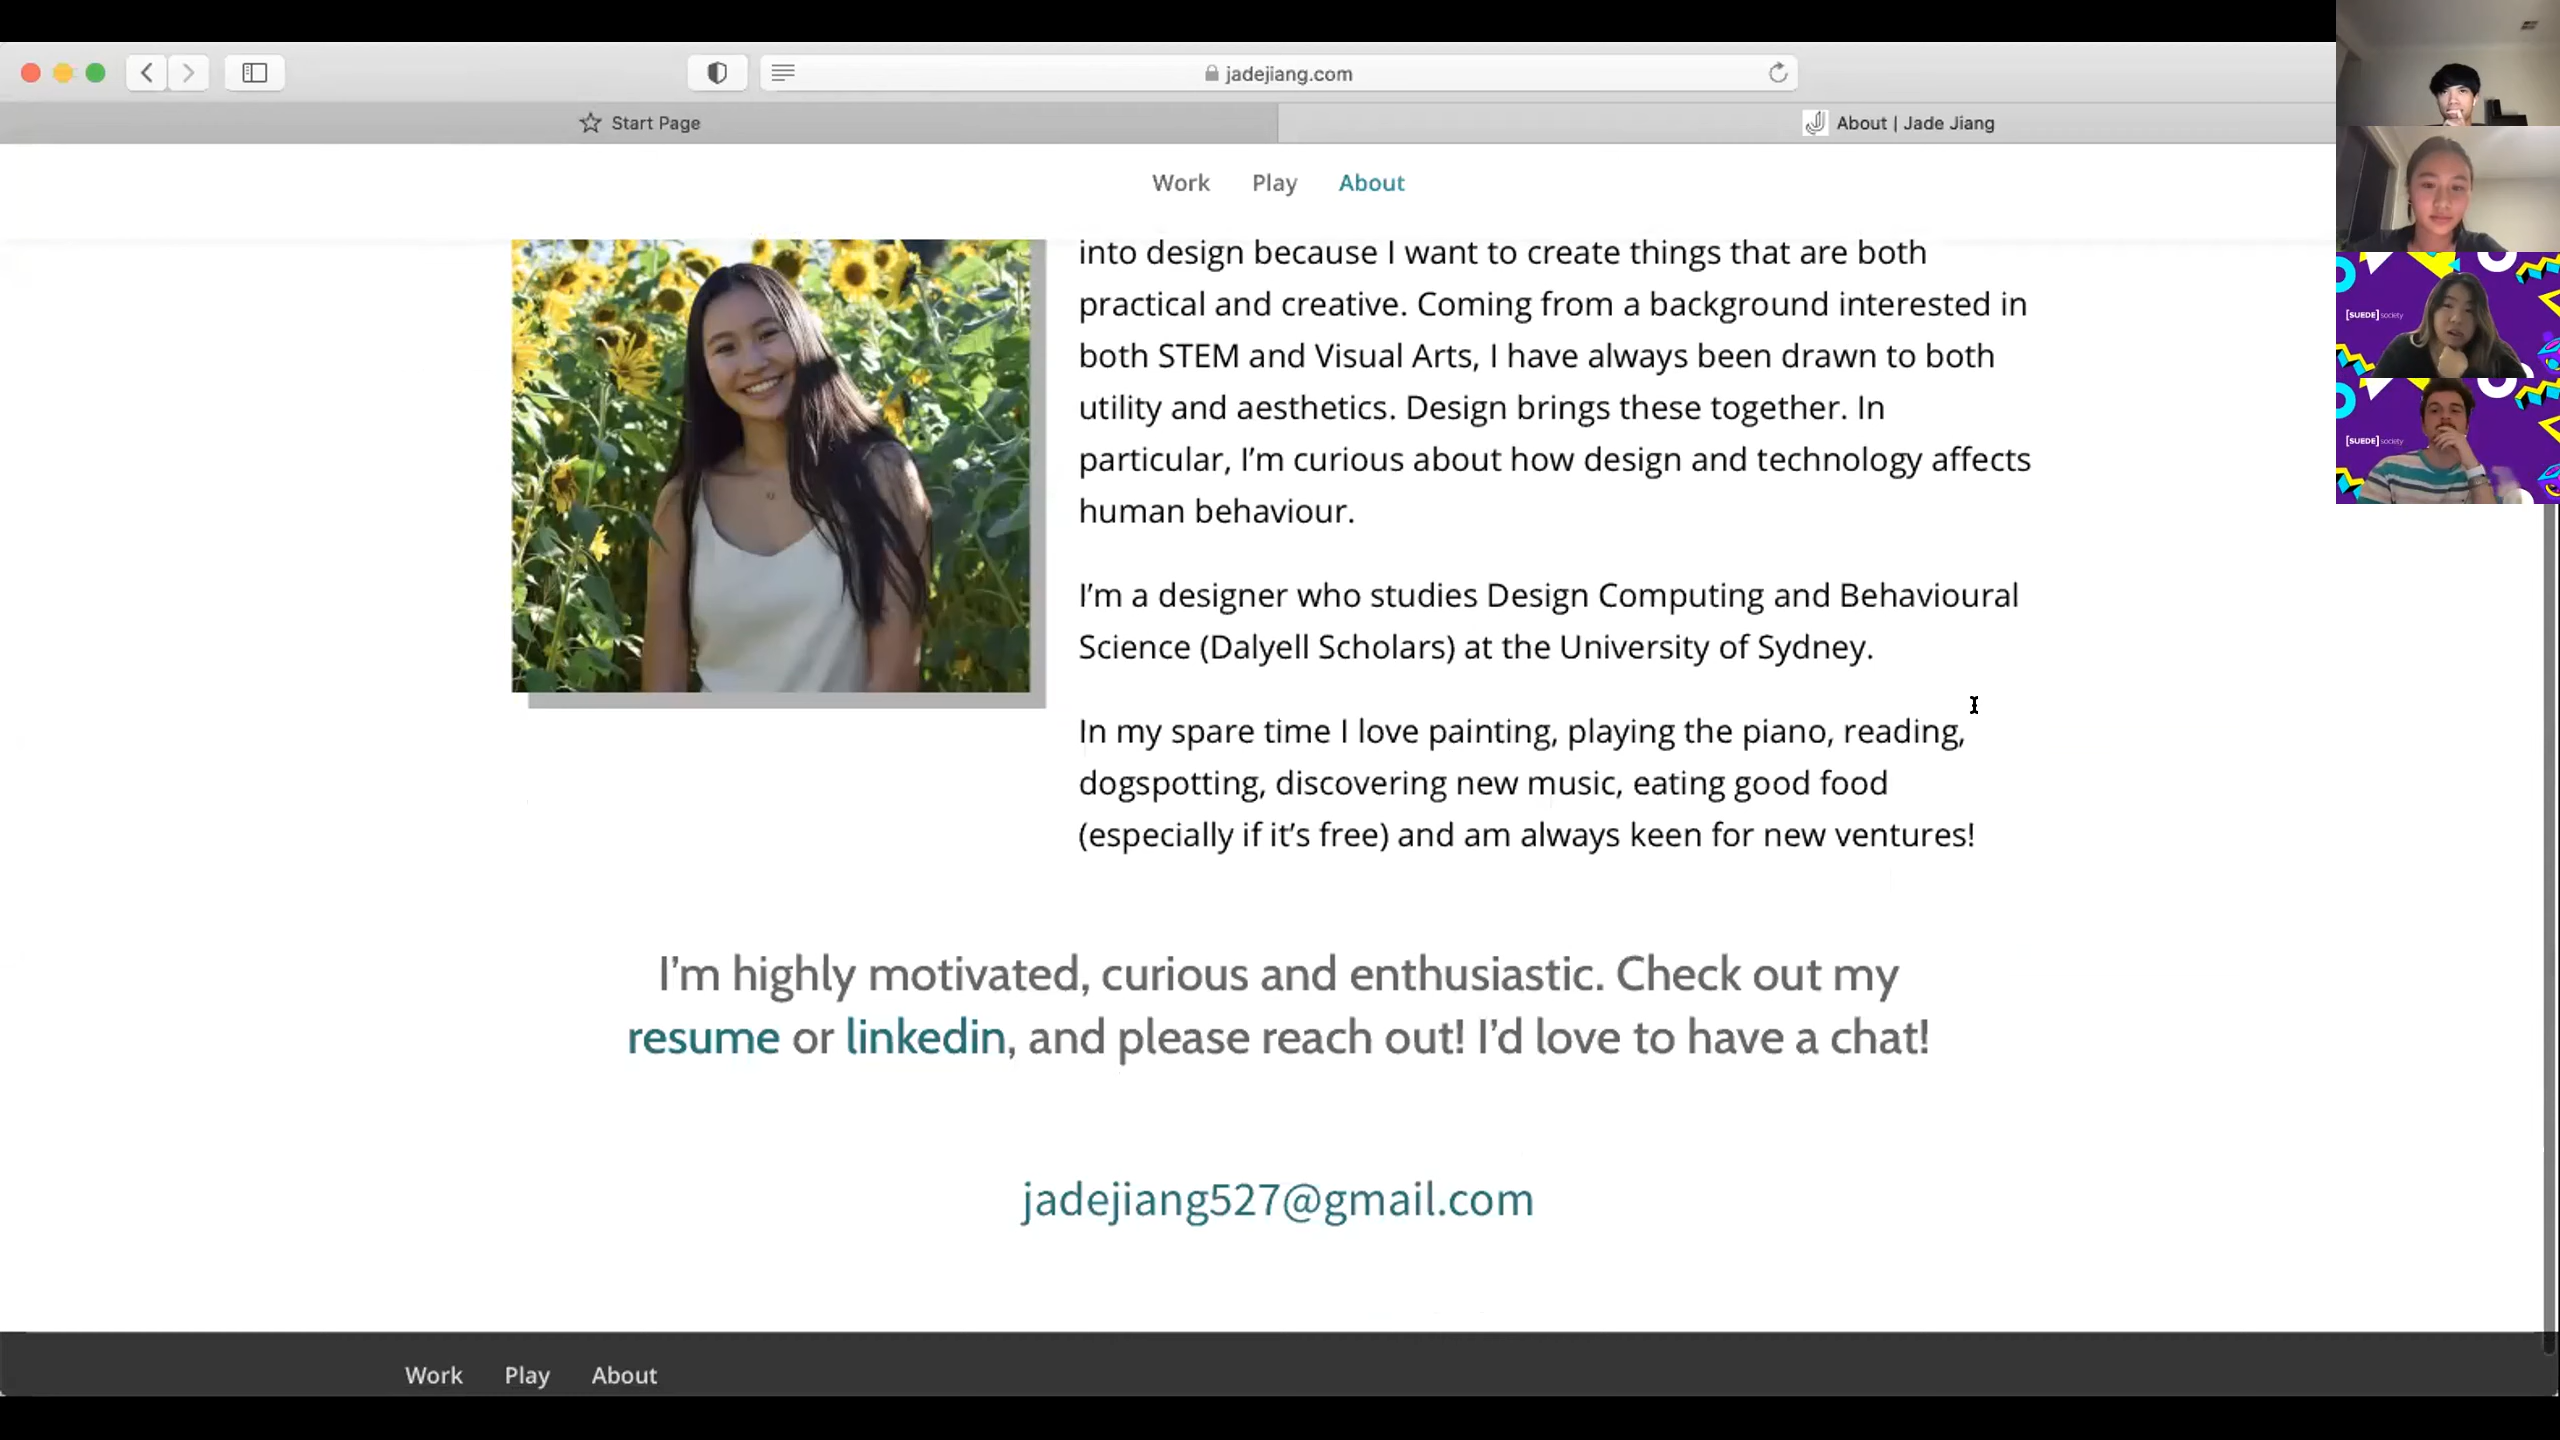 jadejiang.com
Start Page
About | Jade Jiang
Work Play About
into design because I want to create things that are both
practical and creative. Coming from a background interested in
both STEM and Visual Arts, I have always been drawn to both
utility and aesthetics. Design brings these together. In
particular, I’m curious about how design and technology affects
human behaviour.
I’m a designer who studies Design Computing and Behavioural
Science (Dalyell Scholars) at the University of Sydney.
In my spare time I love painting, playing the piano, reading,
dogspotting, discovering new music, eating good food
(especially if it’s free) and am always keen for new ventures!
I’m highly motivated, curious and enthusiastic. Check out my
resume or linkedin, and please reach out! I’d love to have a chat!
jadejiang527@gmail.com
Work Play About
[SUEDE] society
[SUEDE] society